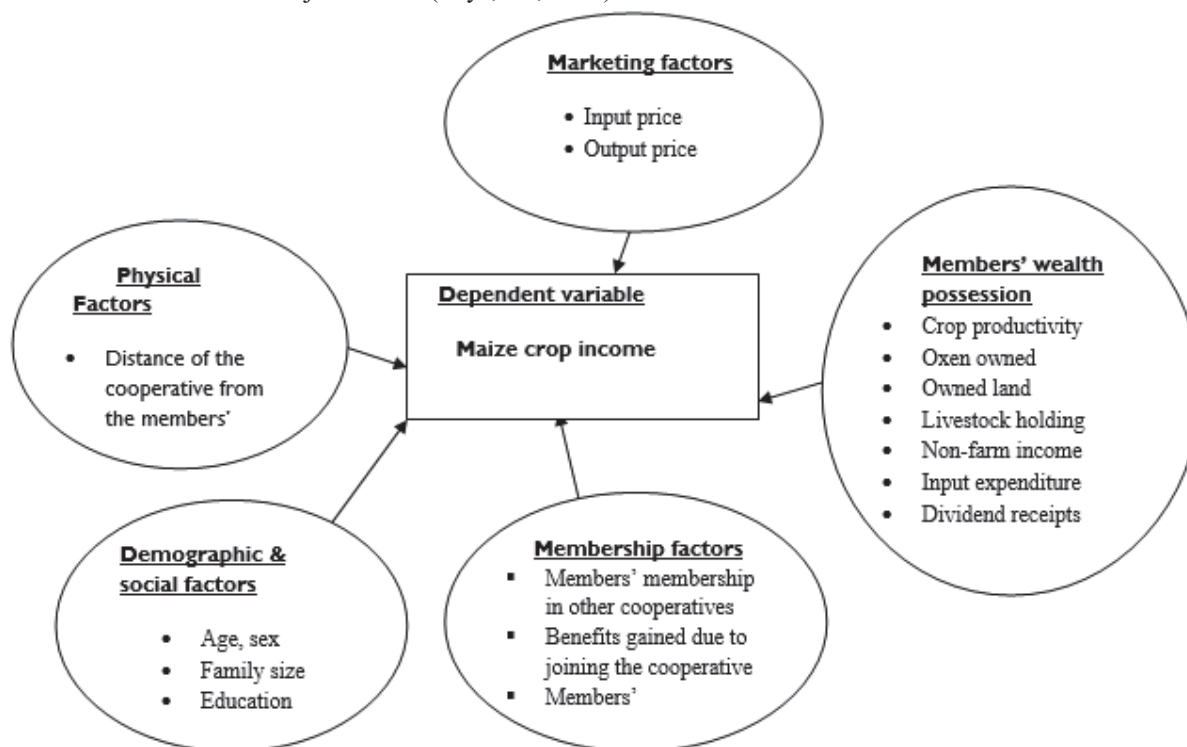 Marketing factors
• Input price
• Output price
Physical
Factors
• Distance of the
cooperative from
the members'
Dependent variable
Maize crop income
Members' wealth
possession
• Crop productivity
• Oxen owned
• Owned land
• Livestock holding
• Non-farm income
• Input expenditure
• Dividend receipts
Demographic &
social factors
• Age, sex
• Family size
• Education
Membership factors
▪ Members' membership
in other cooperatives
▪ Benefits gained due to
joining the cooperative
▪ Members'